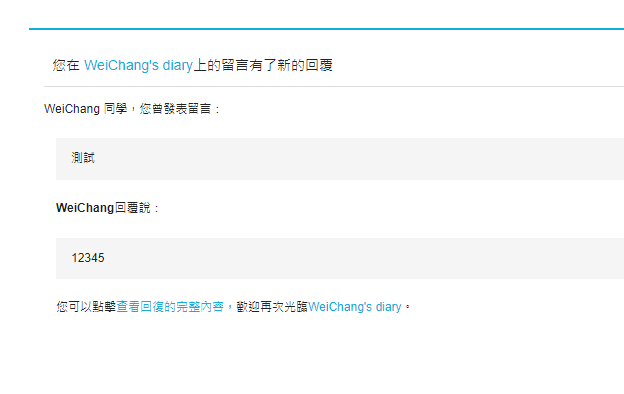 您在 WeiChang's diary上的留言有了新的回覆
WeiChang 同學，您曾發表留言：
測試
WeiChang回覆說：
12345
您可以點擊查看回復的完整內容，歡迎再次光臨WeiChang's diary。